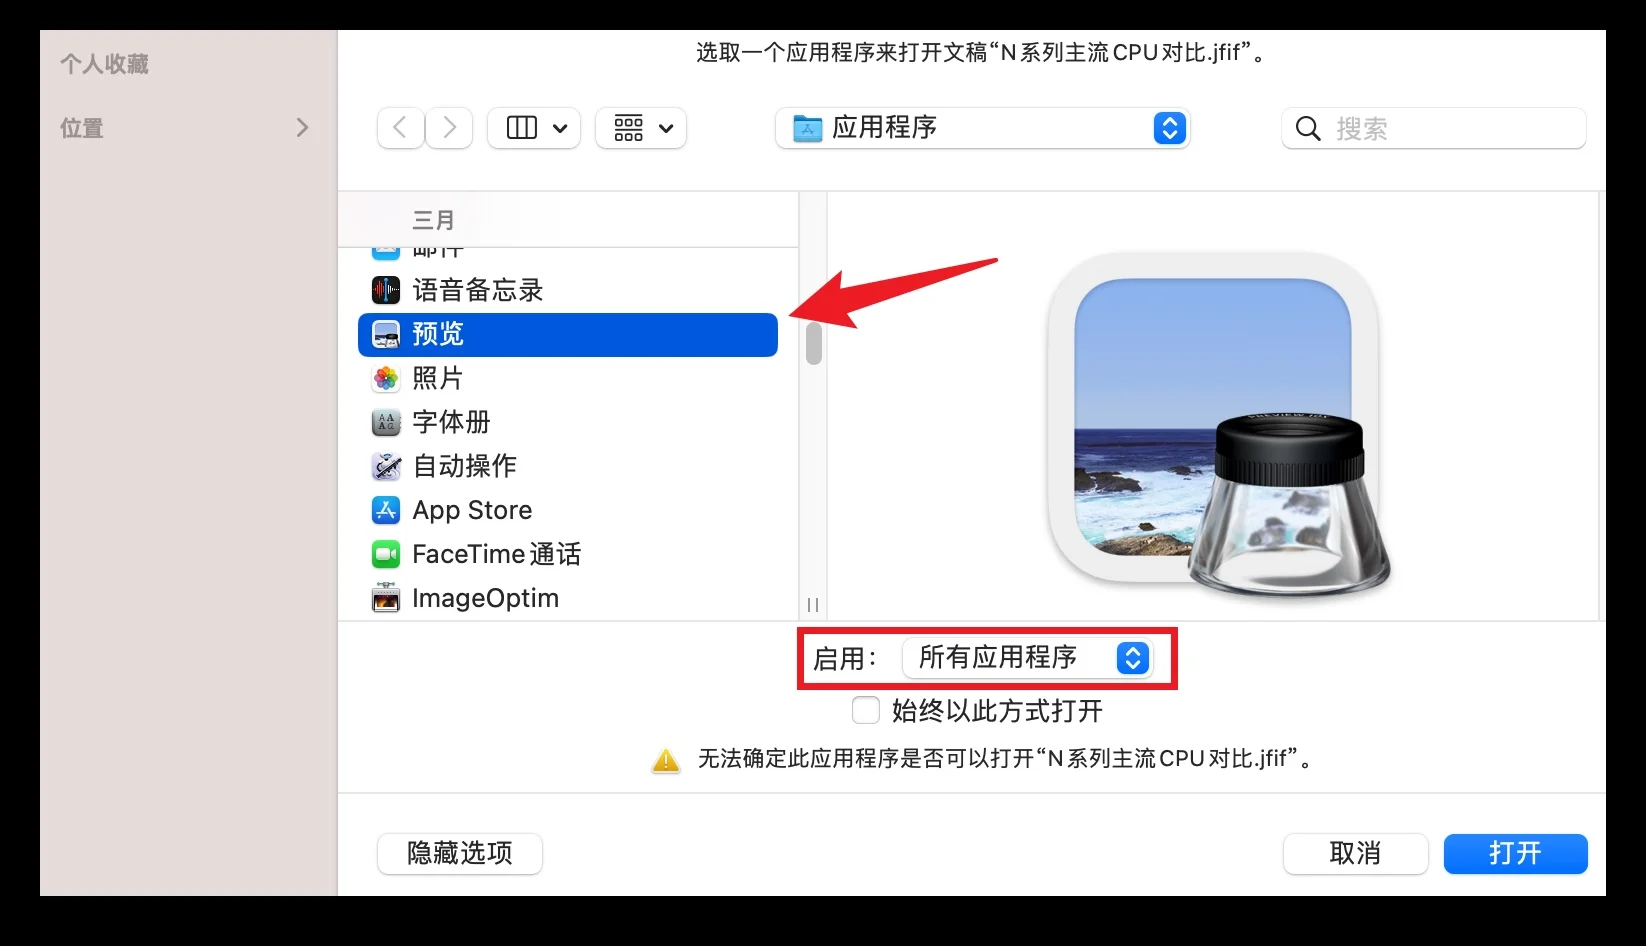 个人收藏
位置
选取一个应用程序来打开文稿“N系列主流CPU对比.jfif”。
应用程序
搜索
三月
邮件
语音备忘录
预览
照片
字体册
自动操作
App Store
FaceTime通话
ImageOptim
启用：
所有应用程序
始终以此方式打开
无法确定此应用程序是否可以打开“N系列主流CPU对比.jfif”。
隐藏选项
取消
打开